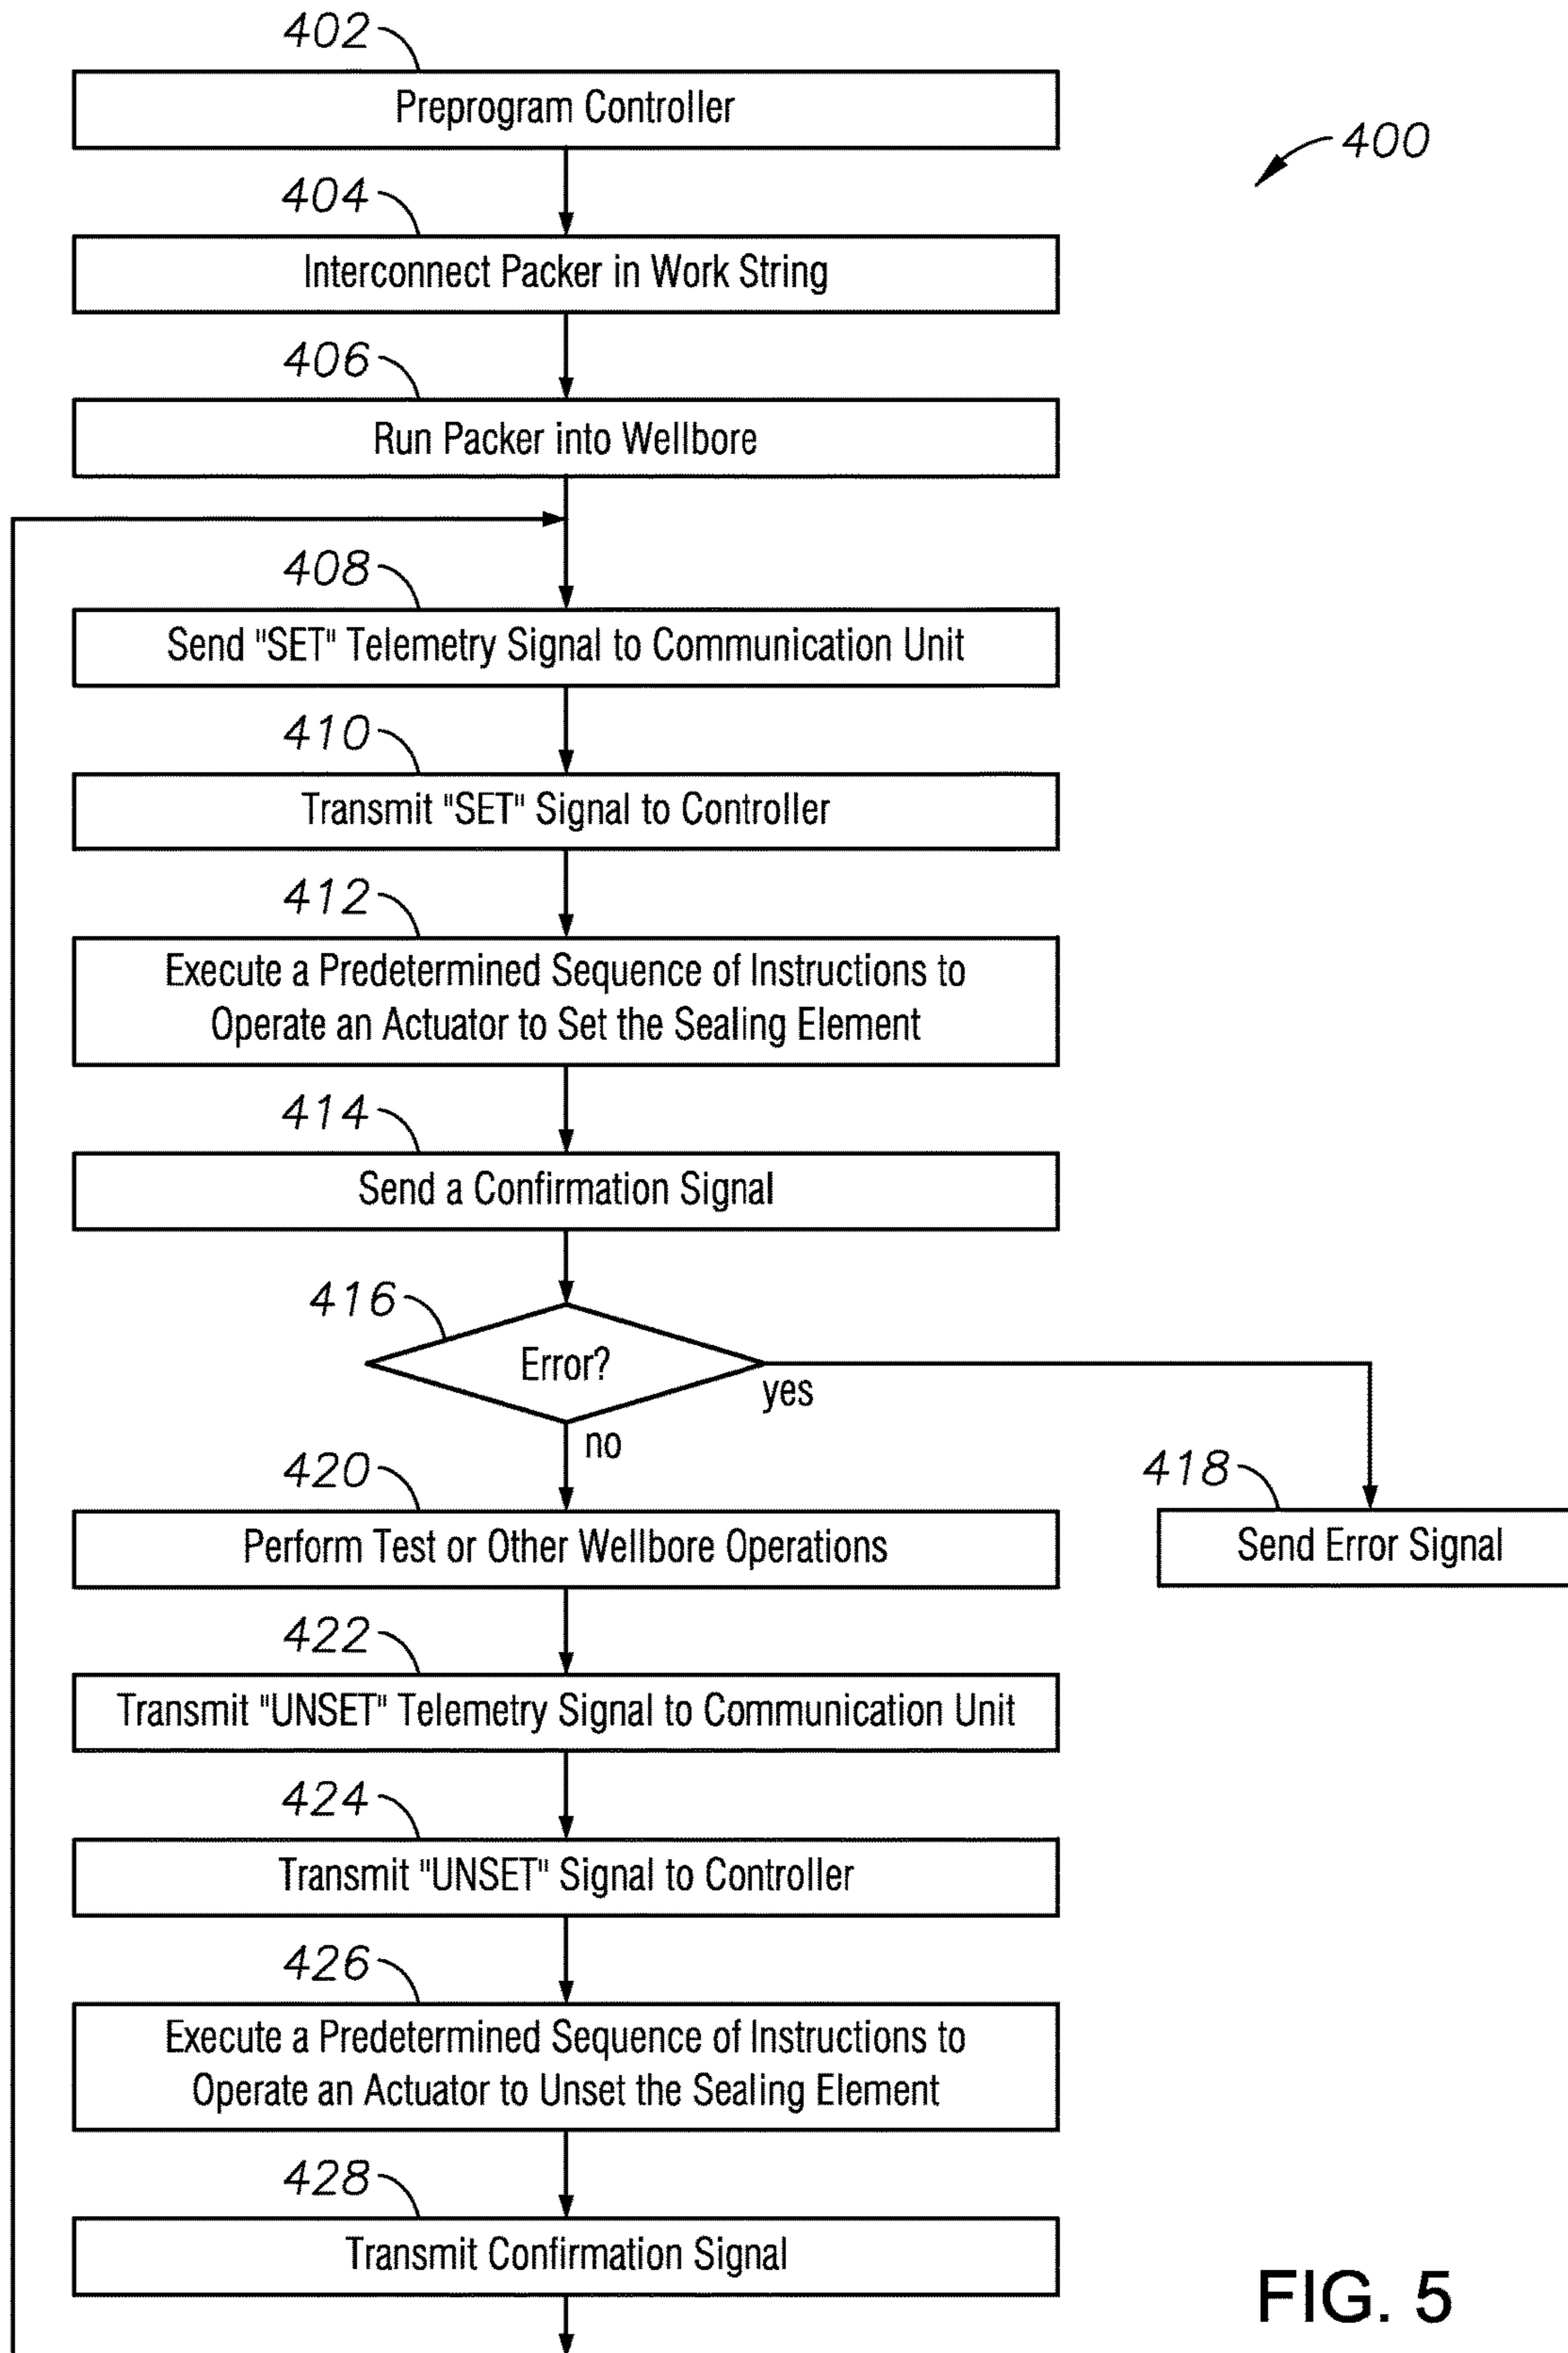 402
Preprogram Controller
400
404
Interconnect Packer in Work String
406
Run Packer into Wellbore
408
Send "SET" Telemetry Signal to Communication Unit
410
Transmit "SET" Signal to Controller
412
Execute a Predetermined Sequence of Instructions to
Operate an Actuator to Set the Sealing Element
414
Send a Confirmation Signal
416
Error?
yes
no
420
418
Perform Test or Other Wellbore Operations
Send Error Signal
422
Transmit "UNSET" Telemetry Signal to Communication Unit
424
Transmit "UNSET" Signal to Controller
426
Execute a Predetermined Sequence of Instructions to
Operate an Actuator to Unset the Sealing Element
428
Transmit Confirmation Signal
FIG. 5